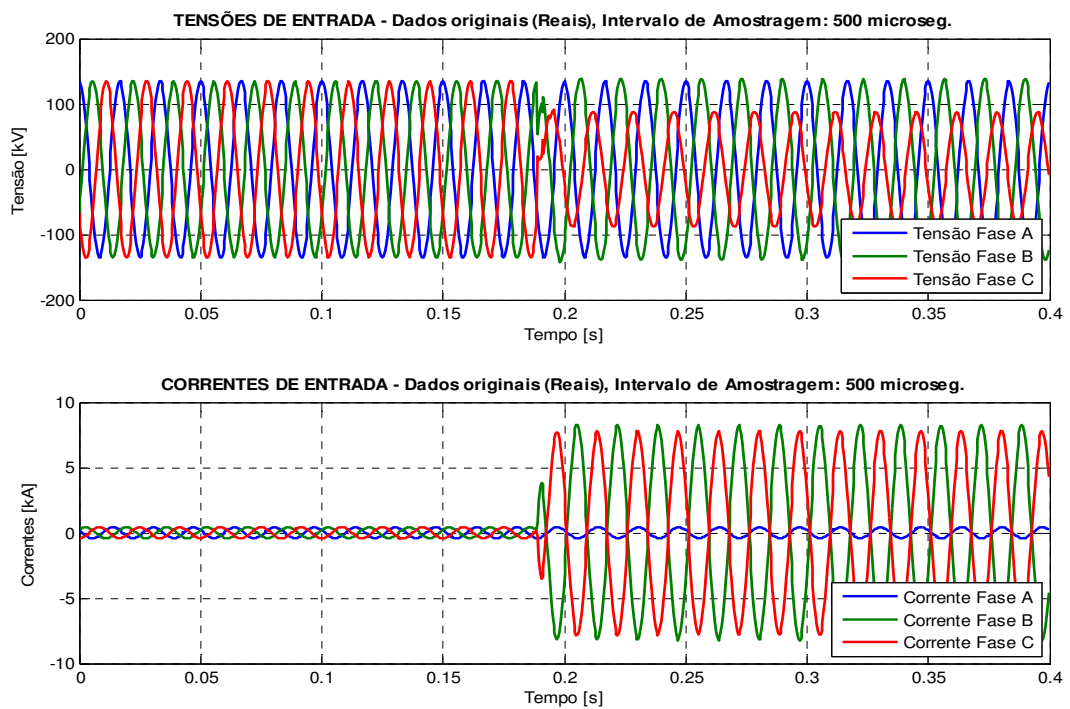 TENSÕES DE ENTRADA - Dados originais (Reais), Intervalo de Amostragem: 500 microseg.
200
100
0
-100
-200
Tensão [kV]
Tensão Fase A
Tensão Fase B
Tensão Fase C
0 0.05 0.1 0.15 0.2 0.25 0.3 0.35 0.4
Tempo [s]
CORRENTES DE ENTRADA - Dados originais (Reais), Intervalo de Amostragem: 500 microseg.
10
5
0
-5
-10
Correntes [kA]
Corrente Fase A
Corrente Fase B
Corrente Fase C
0 0.05 0.1 0.15 0.2 0.25 0.3 0.35 0.4
Tempo [s]